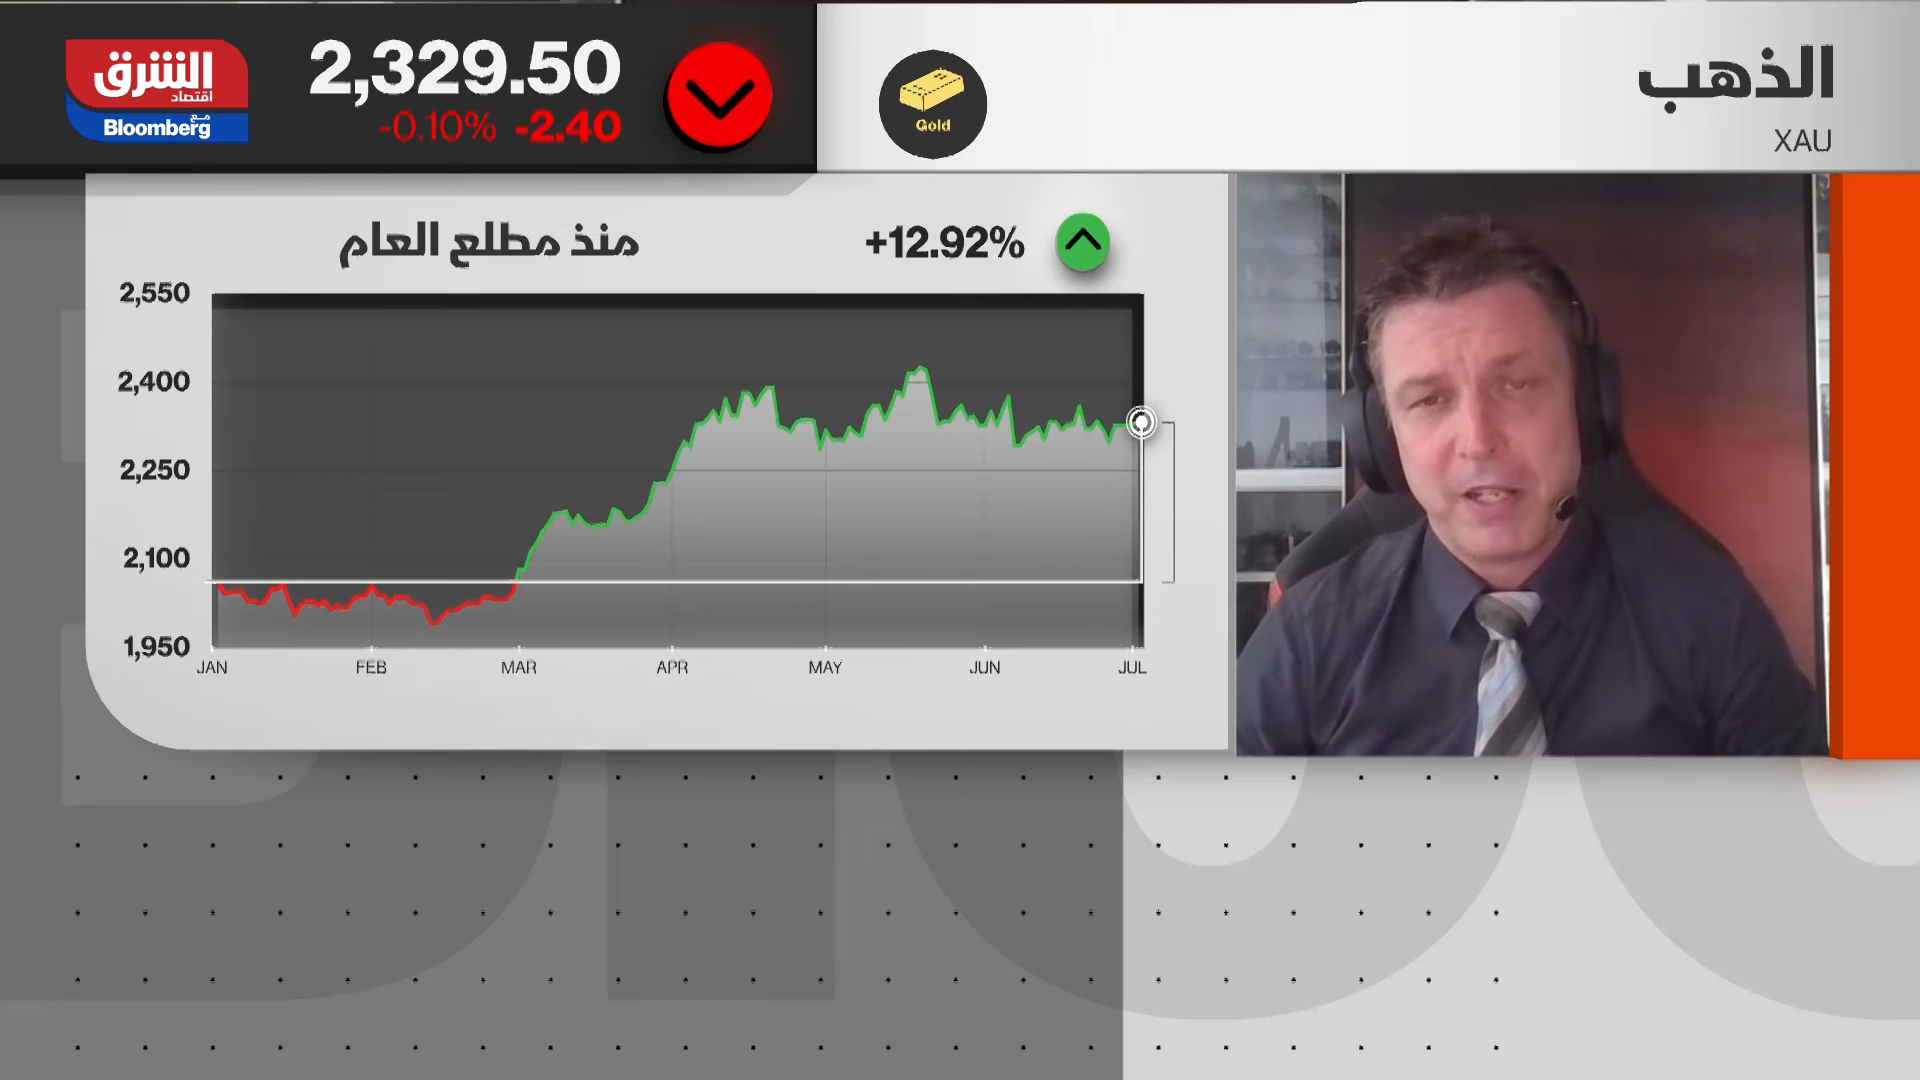 الشرق
اقتصاد
مع
Bloomberg
2,329.50
-0.10% -2.40
Gold
الذهب
XAU
منذ مطلع العام
+12.92%
2,550
2,400
2,250
2,100
1,950
JAN FEB MAR APR MAY JUN JUL